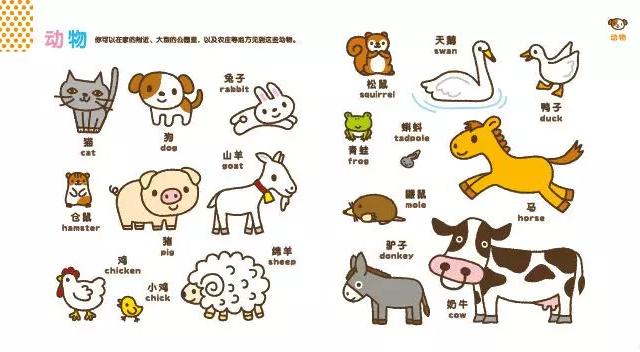 动物 你可以在家的附近、大型的公园里，以及农庄等地方见到这些动物。
猫
cat
狗
dog
兔子
rabbit
仓鼠
hamster
猪
pig
山羊
goat
鸡
chicken
小鸡
chick
绵羊
sheep
动物
松鼠
squirrel
天鹅
swan
鸭子
duck
青蛙
frog
蝌蚪
tadpole
鼹鼠
mole
马
horse
驴子
donkey
奶牛
cow